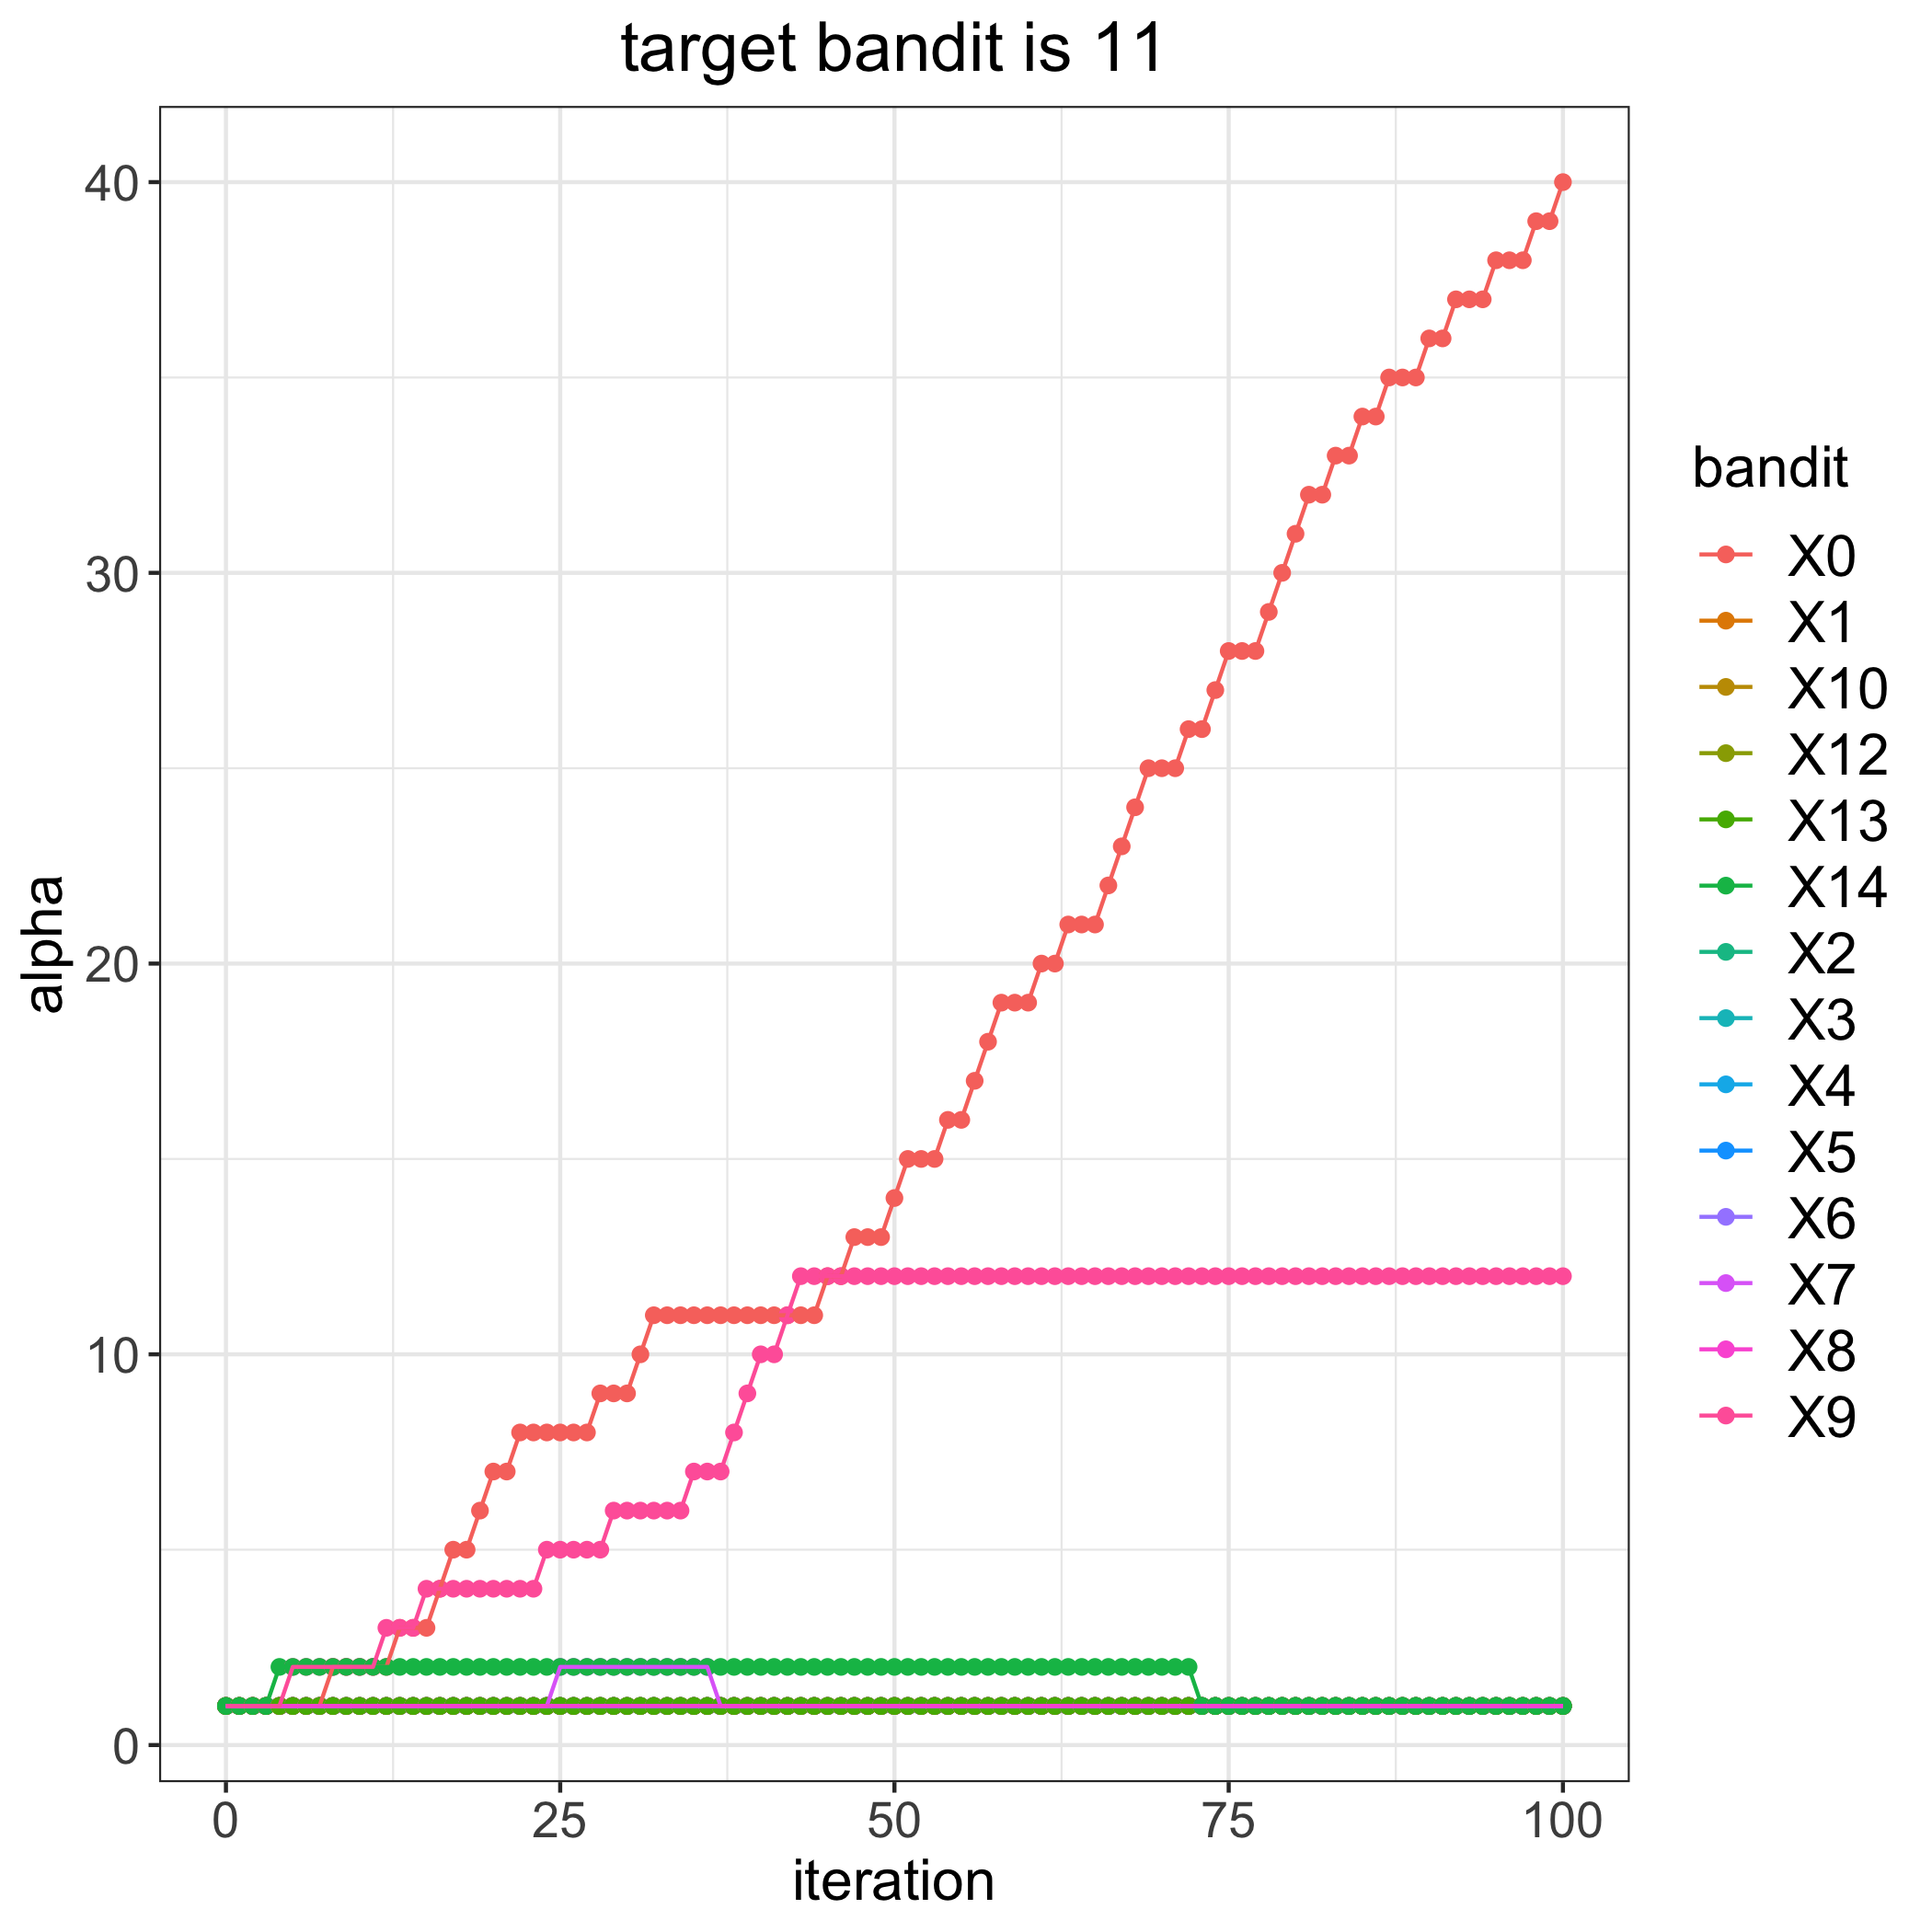 target bandit is 11
40
30
20
10
0
alpha
0 25 50 75 100
iteration
bandit
X0
X1
X10
X12
X13
X14
X2
X3
X4
X5
X6
X7
X8
X9